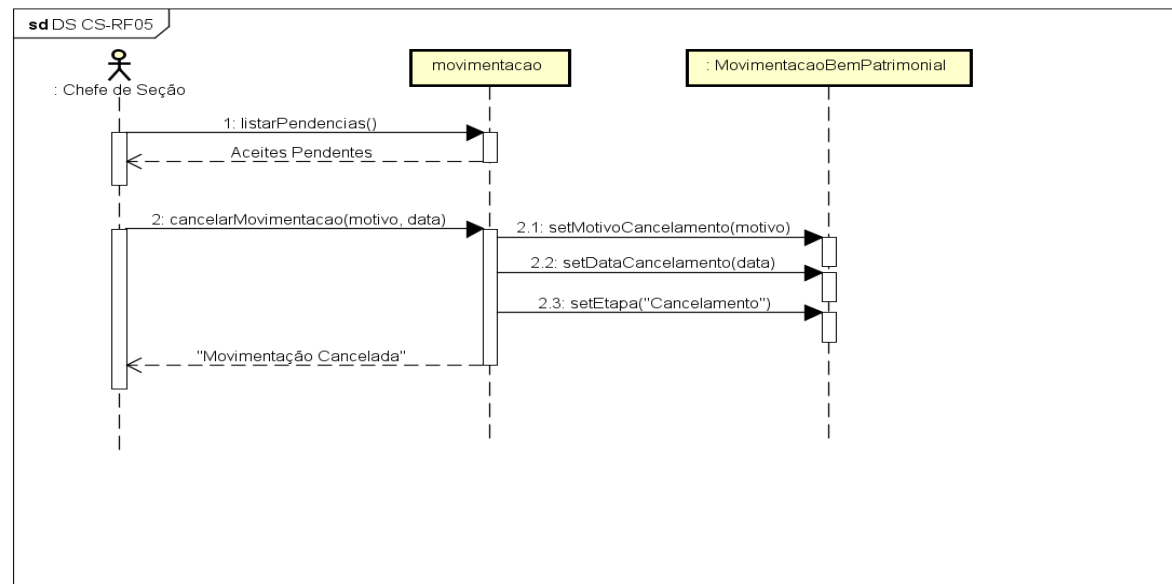 sd DS CS-RF05
: Chefe de Seção
movimentacao
: MovimentacaoBemPatrimonial
1: listarPendencias()
Aceites Pendentes
2: cancelarMovimentacao(motivo, data)
2.1: setMotivoCancelamento(motivo)
2.2: setDataCancelamento(data)
2.3: setEtapa("Cancelamento")
"Movimentação Cancelada"